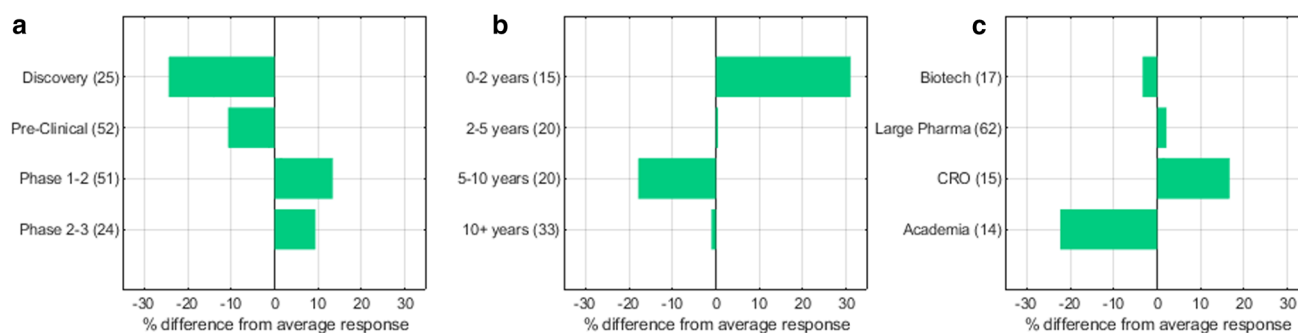 a
Discovery (25)
Pre-Clinical (52)
Phase 1-2 (51)
Phase 2-3 (24)
-30 -20 -10 0 10 20 30
% difference from average response
b
0-2 years (15)
2-5 years (20)
5-10 years (20)
10+ years (33)
-30 -20 -10 0 10 20 30
% difference from average response
c
Biotech (17)
Large Pharma (62)
CRO (15)
Academia (14)
-30 -20 -10 0 10 20 30
% difference from average response